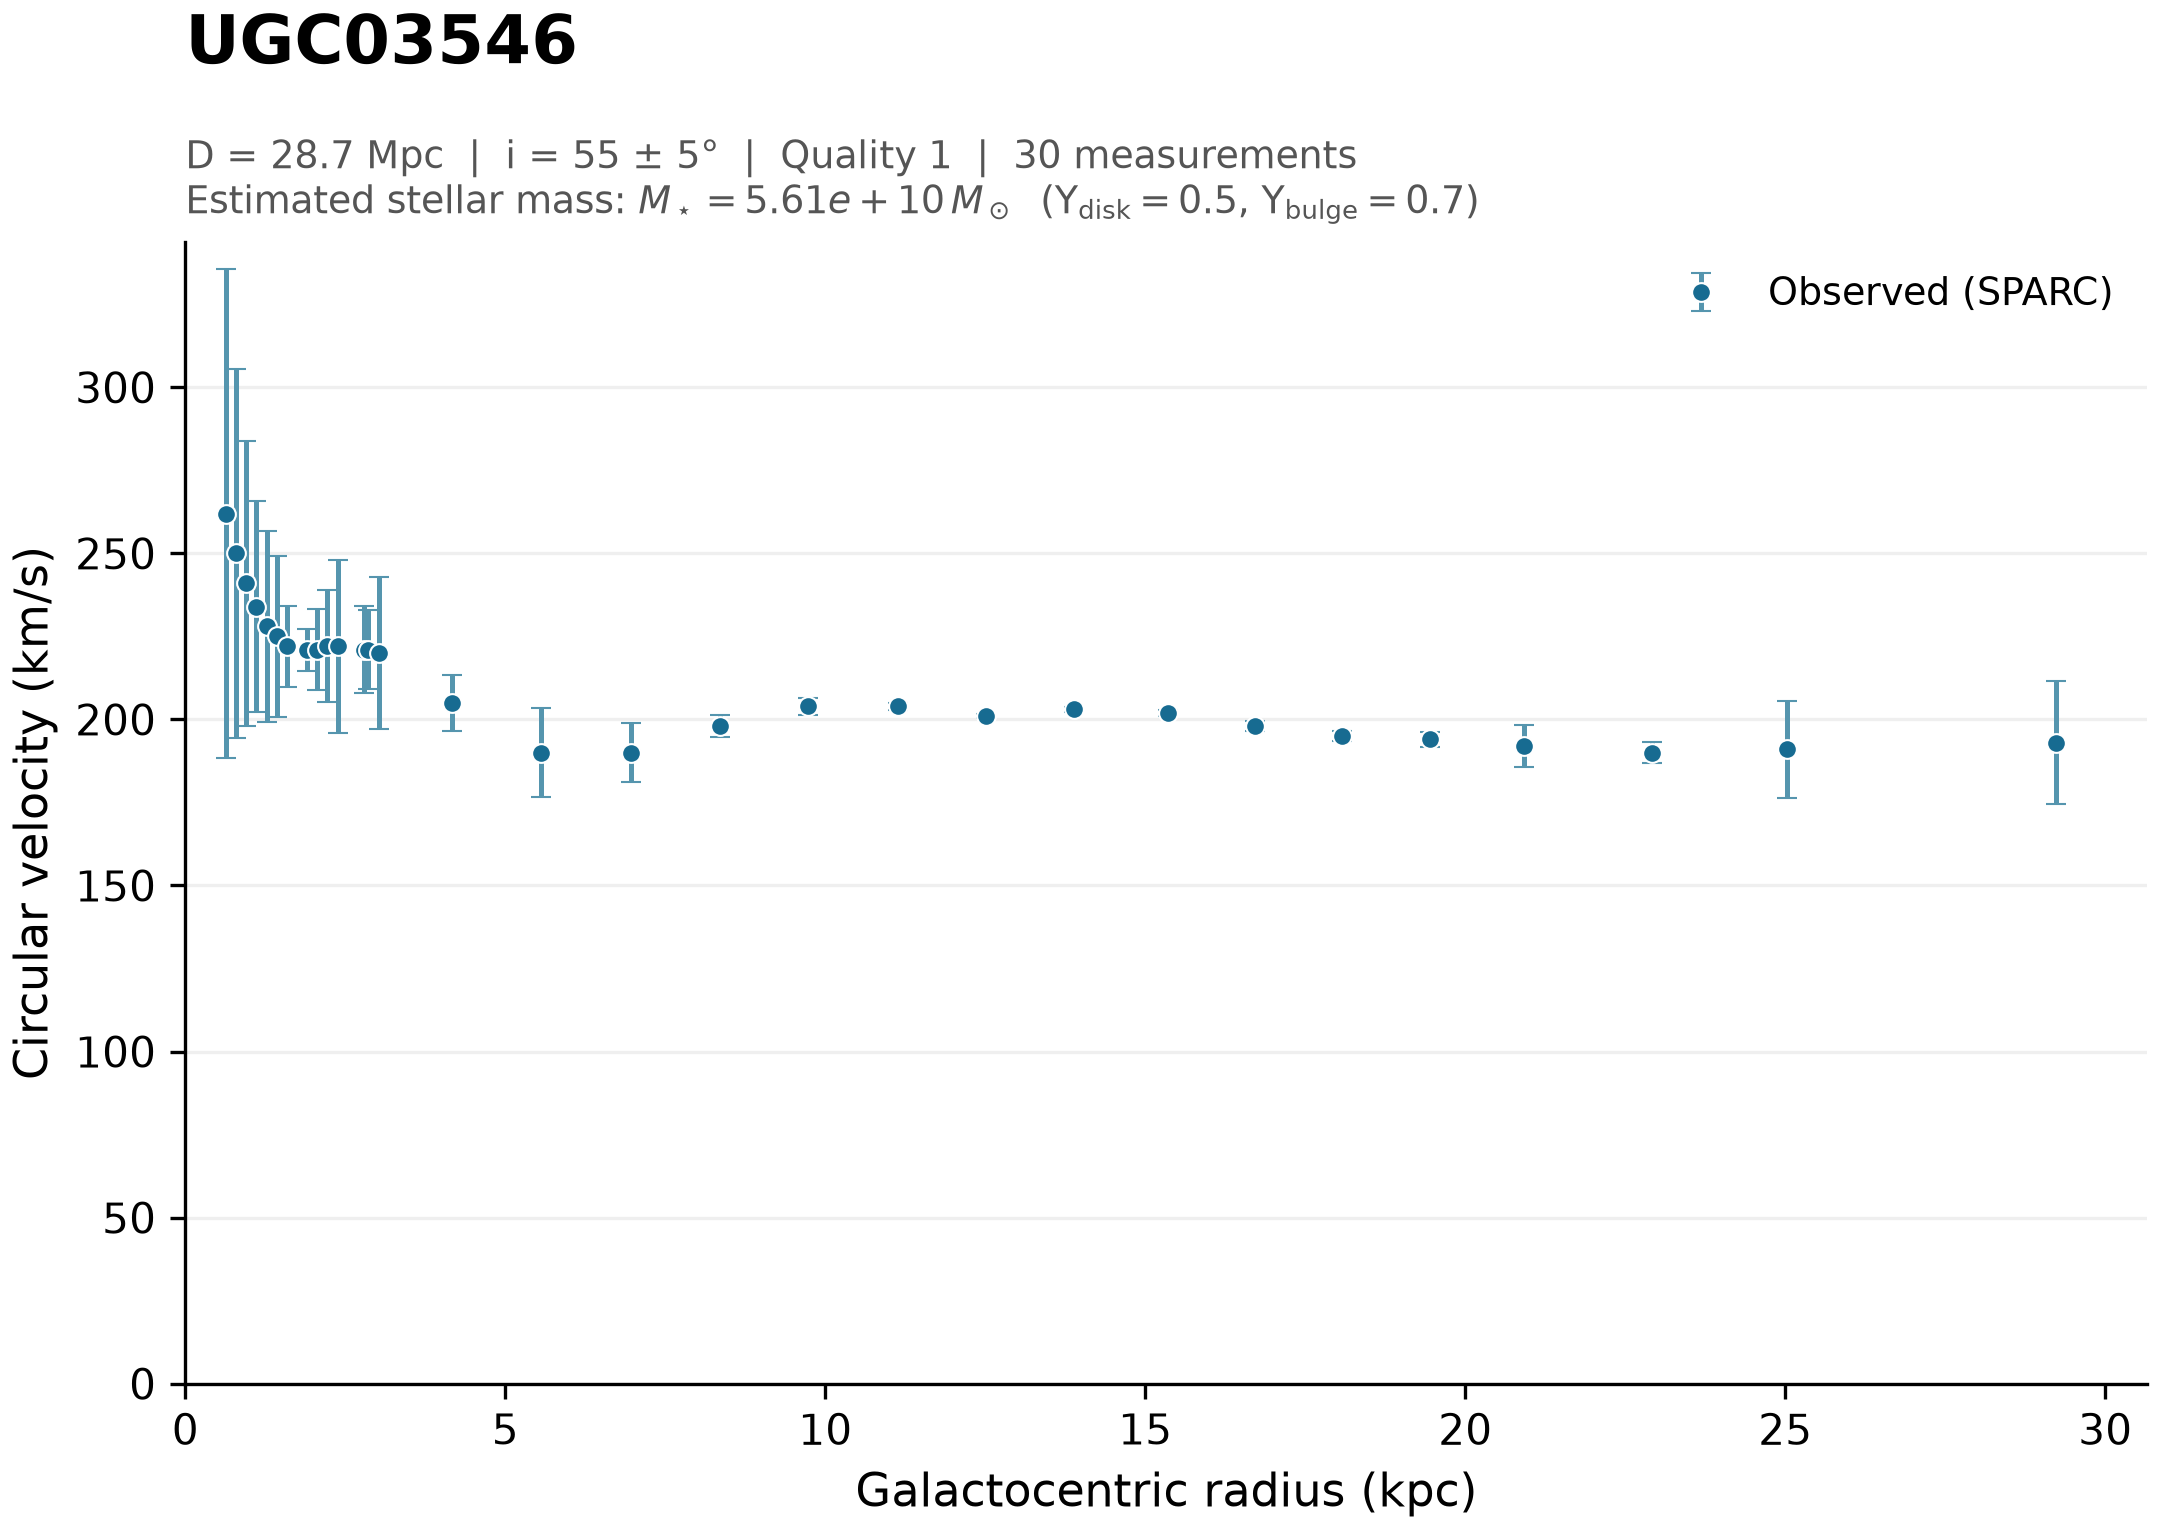 UGC03546
D = 28.7 Mpc | i = 55 ± 5° | Quality 1 | 30 measurements
Estimated stellar mass: M⋆ = 5.61e + 10 M⊙ (Ydisk = 0.5, Ybulge = 0.7)
Observed (SPARC)
300
250
200
150
100
50
0
Circular velocity (km/s)
0 5 10 15 20 25 30
Galactocentric radius (kpc)